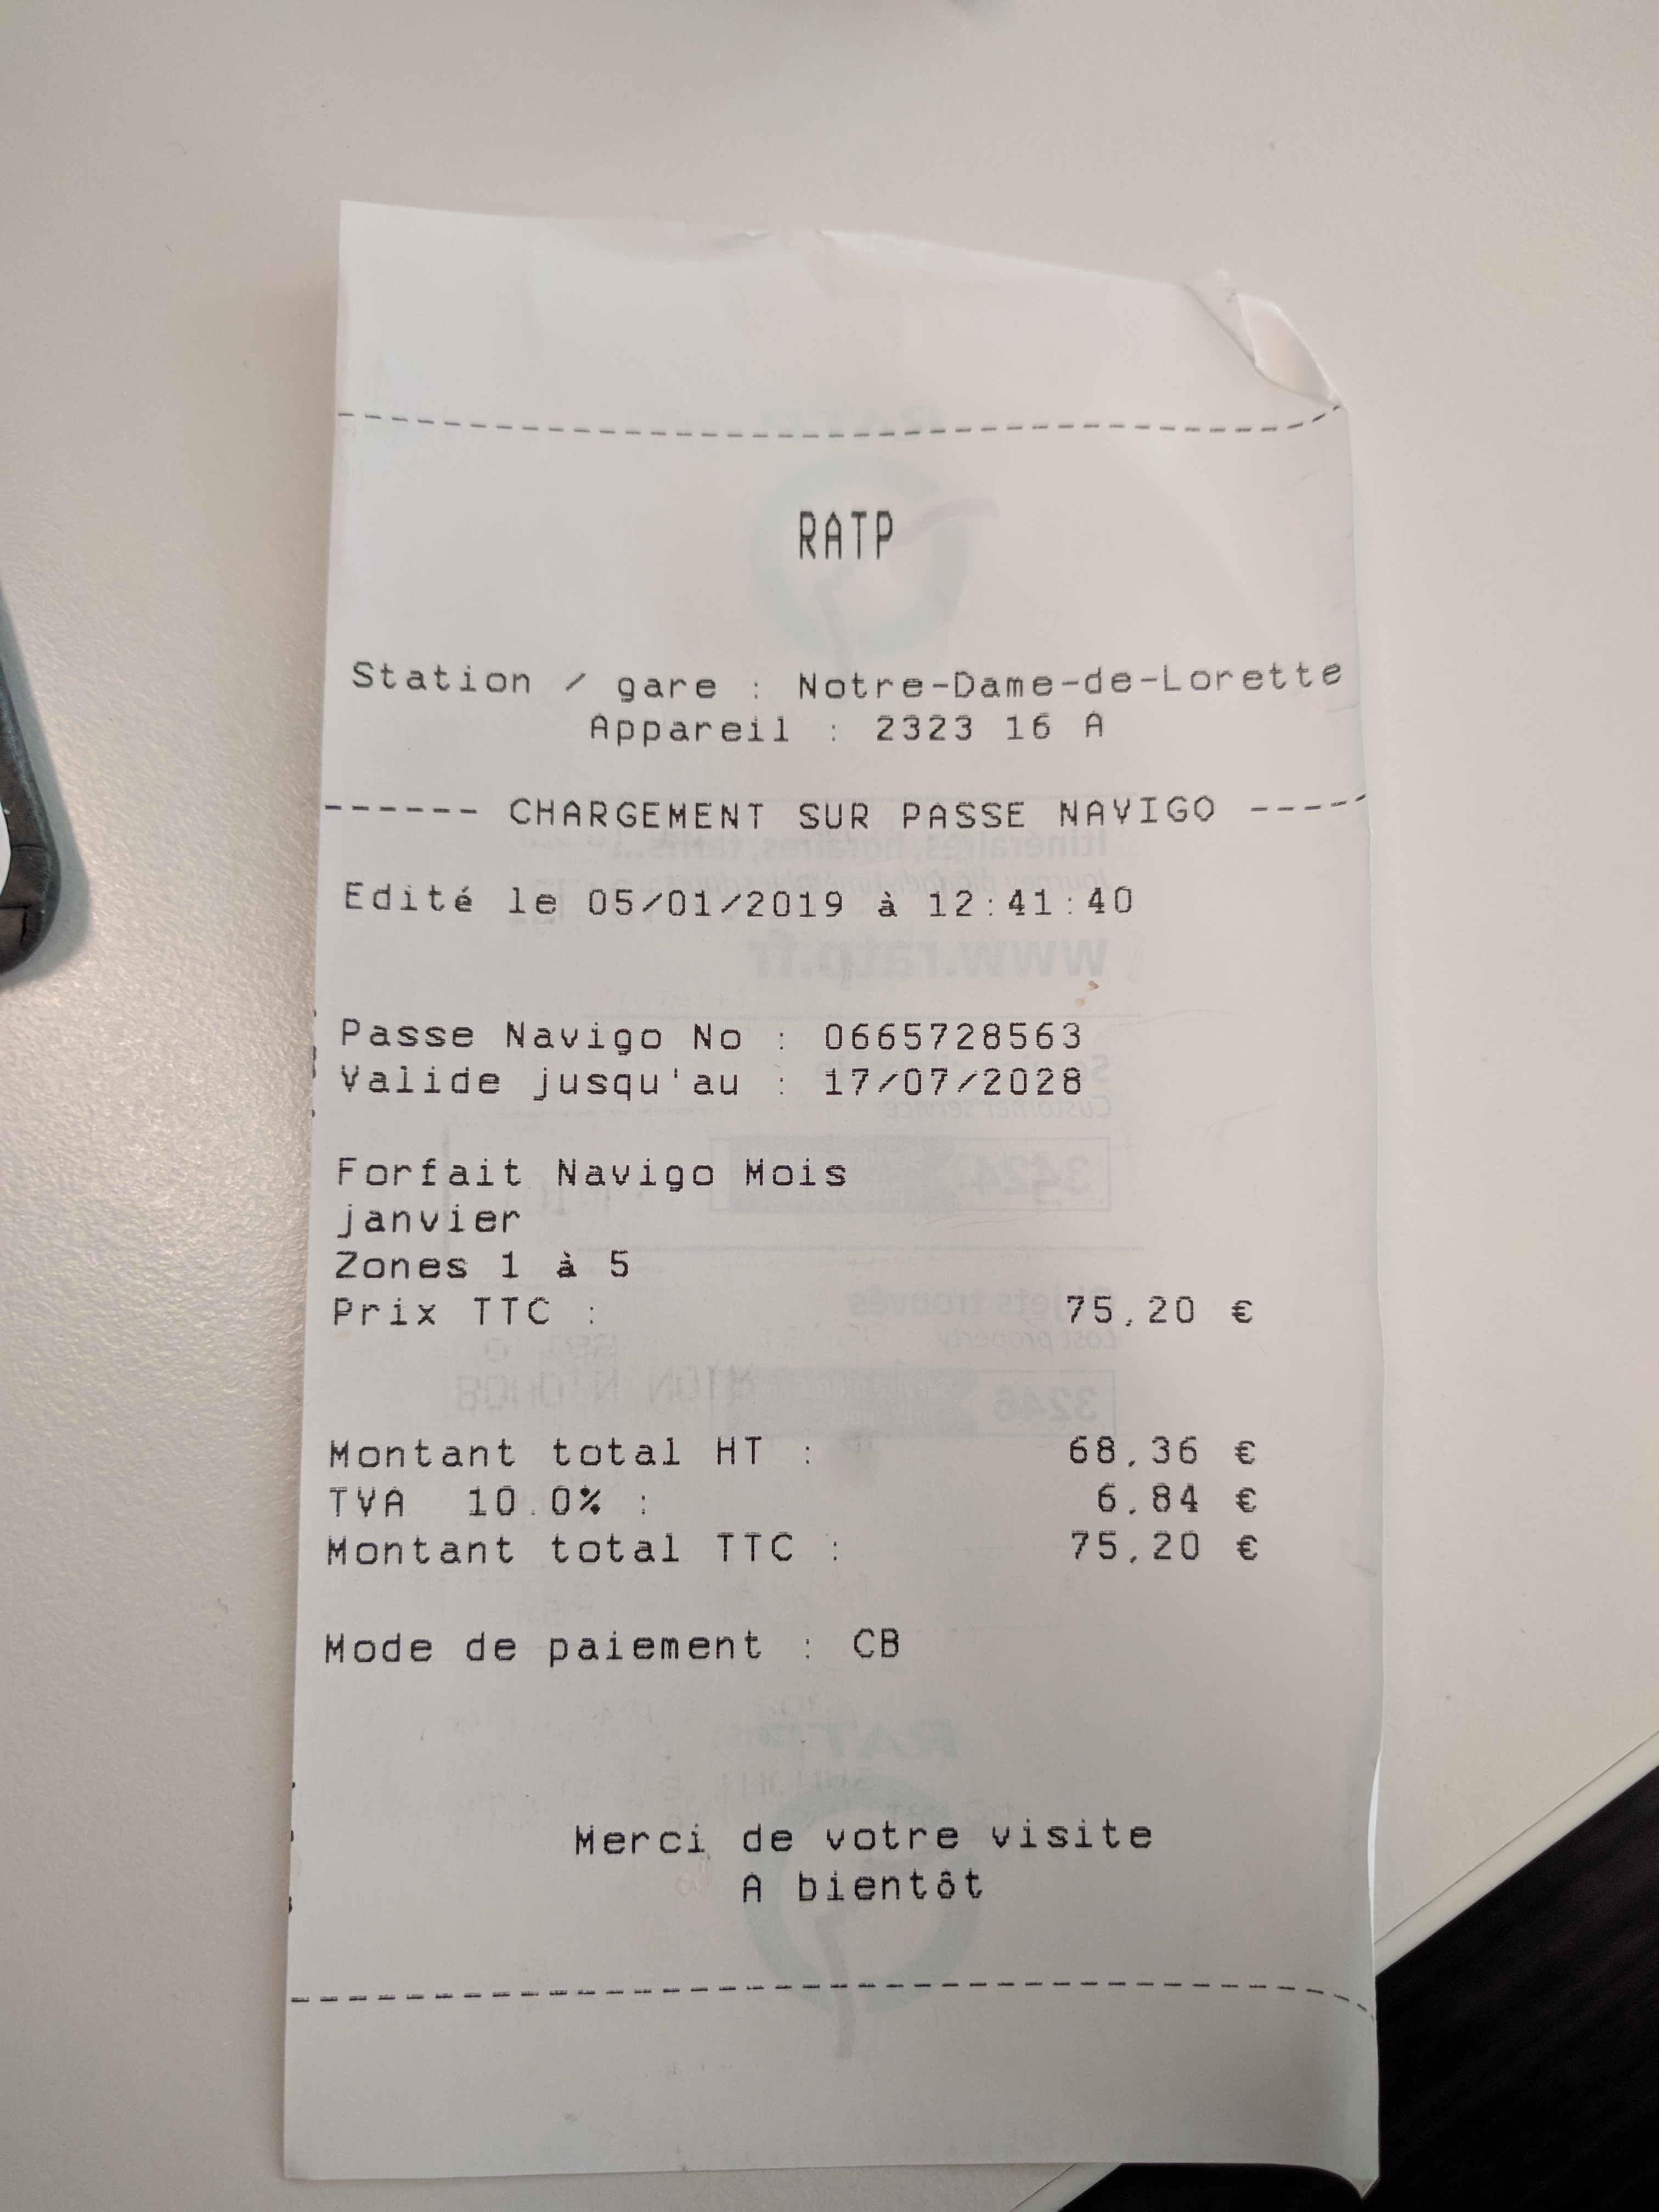 RATP
Station / gare : Notre-Dame-de-Lorette
Appareil : 2323 16 A
------ CHARGEMENT SUR PASSE NAVIGO -----
Edité le 05/01/2019 à 12:41:40
Passe Navigo No : 0665728563
Valide jusqu'au : 17/07/2028
Forfait Navigo Mois
janvier
Zones 1 à 5
Prix TTC : 75,20 €
Montant total HT : 68,36 €
TVA 10.0% : 6,84 €
Montant total TTC : 75,20 €
Mode de paiement : CB
Merci de votre visite
A bientôt